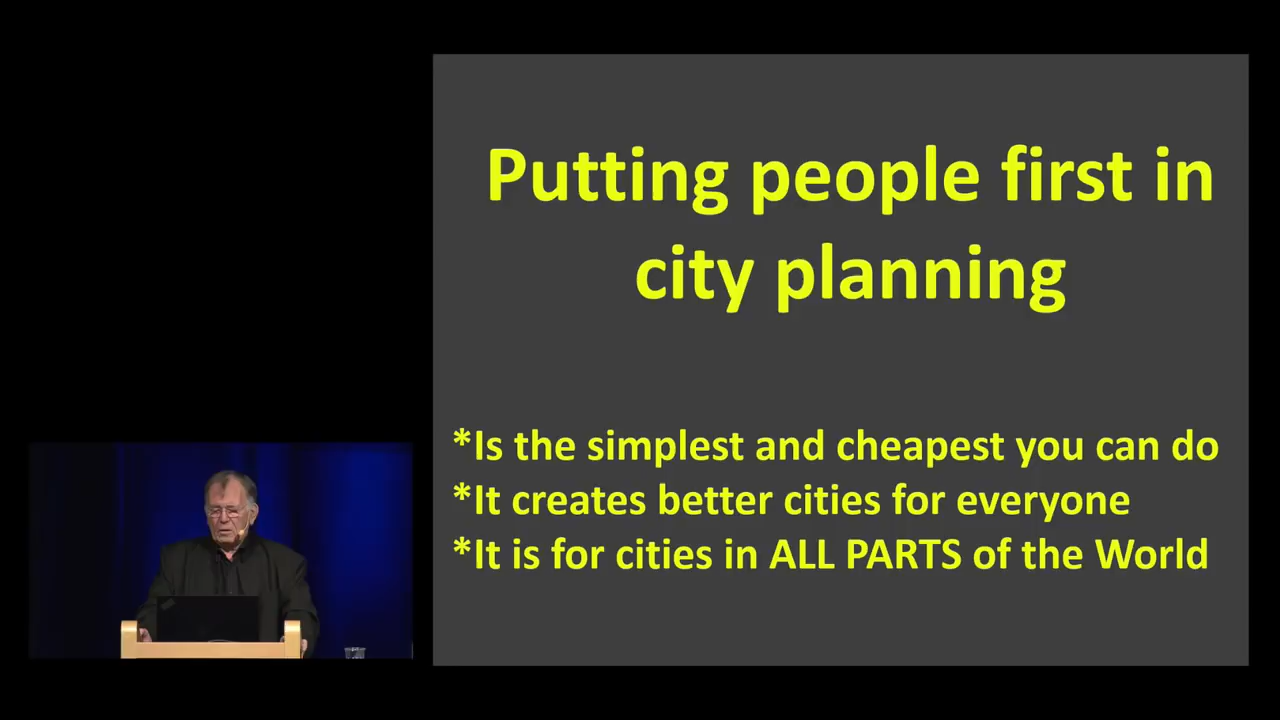 Putting people first in
city planning
*Is the simplest and cheapest you can do
*It creates better cities for everyone
*It is for cities in ALL PARTS of the World